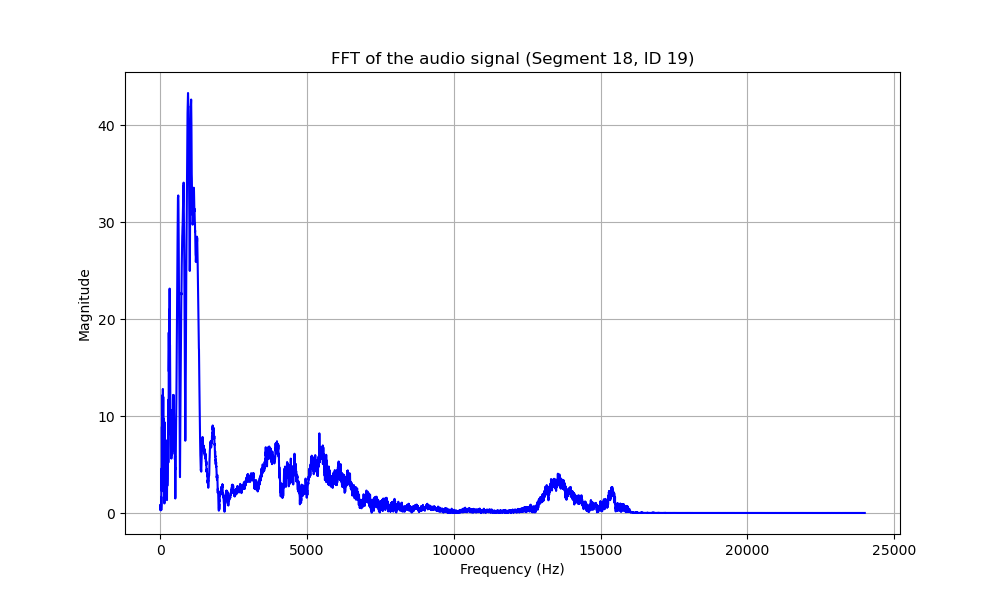 FFT of the audio signal (Segment 18, ID 19)
Magnitude
40
30
20
10
0
0 5000 10000 15000 20000 25000
Frequency (Hz)